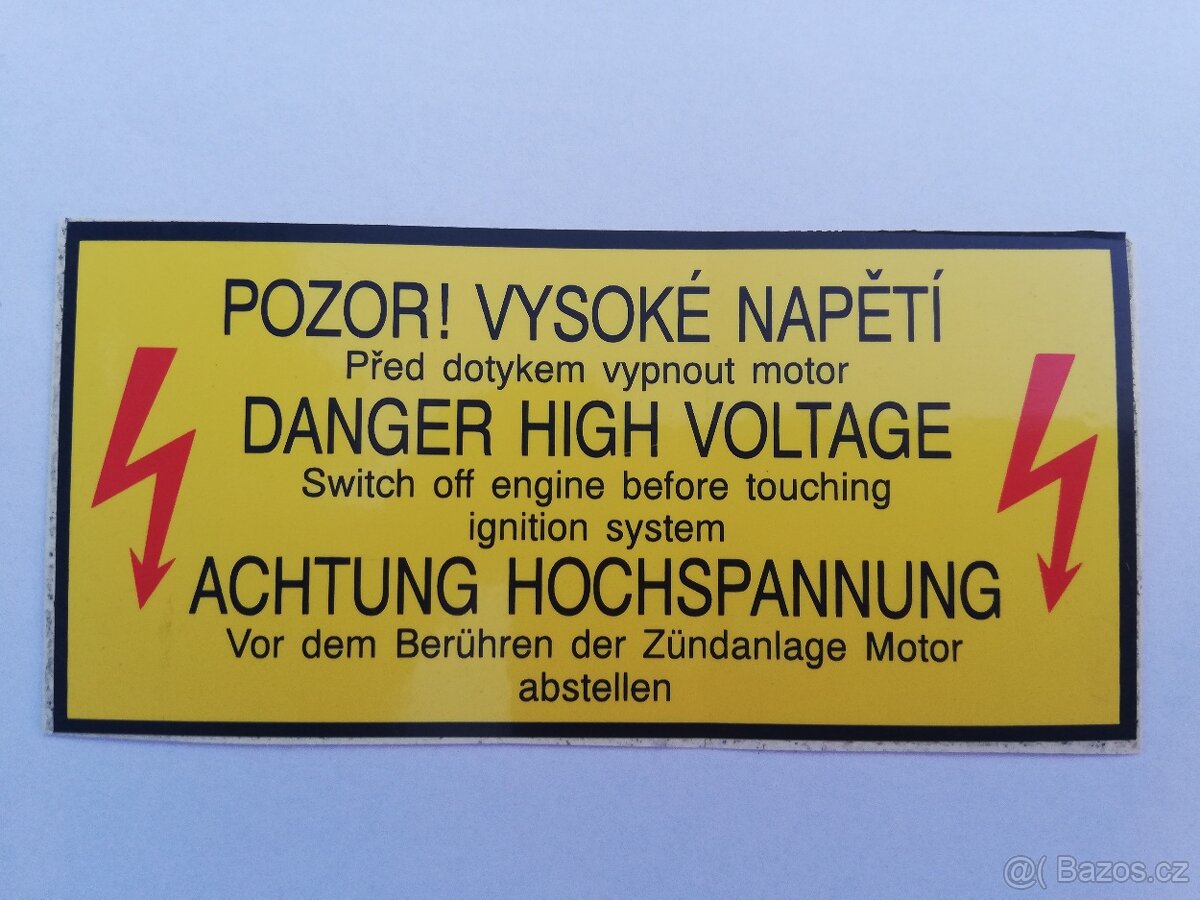 POZOR! VYSOKÉ NAPĚTÍ
Před dotykem vypnout motor
DANGER HIGH VOLTAGE
Switch off engine before touching
ignition system
ACHTUNG HOCHSPANNUNG
Vor dem Berühren der Zündanlage Motor
abstellen
@( Bazos.cz